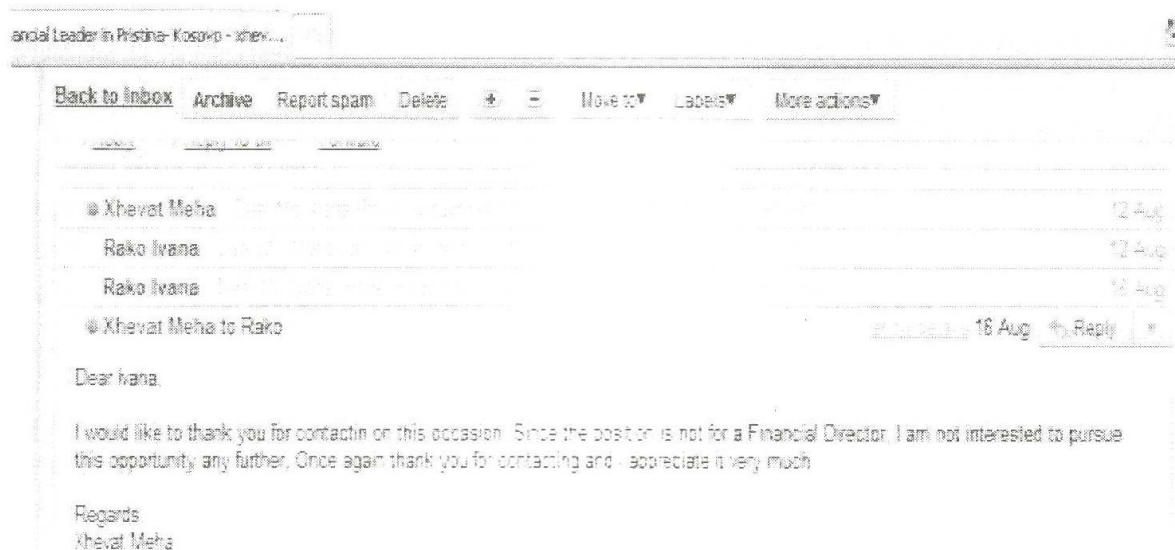 ancial Leader in Pristina- Kosovo - xhev....
Back to Inbox Archive Report spam Delete + - Move to▼ Labels▼ More actions▼
Xhevat Meha 12 Aug
Rako Ivana 12 Aug
Rako Ivana 16 Aug
Xhevat Meha to Rako 16 Aug Reply
Dear Ivana,
I would like to thank you for contactin on this occasion. Since the position is not for a Financial Director, I am not interested to pursue
this opportunity any further. Once again thank you for contacting and appreciate it very much
Regards
Xhevat Meha